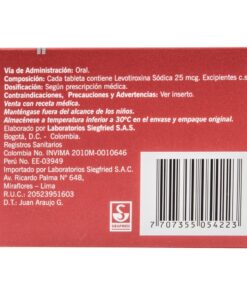 Vía de Administración: Oral.
Composición: Cada tableta contiene Levotiroxina Sódica 25 mcg. Excipientes c.s
Dosificación: Según prescripción médica.
Contraindicaciones, Precauciones y Advertencias: Ver inserto.
Venta con receta médica.
Manténgase fuera del alcance de los niños.
Almacénese a temperatura inferior a 30ºC en el envase y empaque original.
Elaborado por Laboratorios Siegfried S.A.S.
Bogotá, D.C. - Colombia.
Registros Sanitarios
Colombia No. INVIMA 2010M-0010646
Perú No. EE-03949
Importado por Laboratorios Siegfried S.A.C.
Av. Ricardo Palma N° 648,
Miraflores – Lima
R.U.C.: 20523951603
D.T.: Juan Araujo G.
S
SIEGFRIED
7 707355 054223